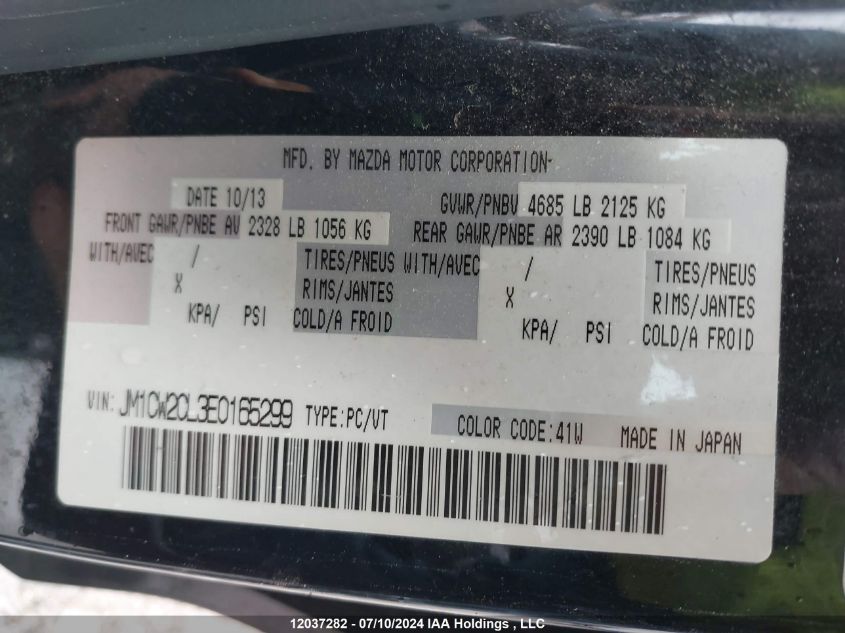 MFD. BY MAZDA MOTOR CORPORATION
DATE 10/13 GVWR/PNBV 4685 LB 2125 KG
FRONT GAWR/PNBE AV 2328 LB 1056 KG REAR GAWR/PNBE AR 2390 LB 1084 KG
WITH/AVEC / TIRES/PNEUS WITH/AVEC / TIRES/PNEUS
X RIMS/JANTES X RIMS/JANTES
KPA/ PSI COLD/A FROID KPA/ PSI COLD/A FROID
VIN: JM1CW2CL3E0165299 TYPE:PC/VT COLOR CODE:41W MADE IN JAPAN
12037282 - 07/10/2024 IAA Holdings, LLC